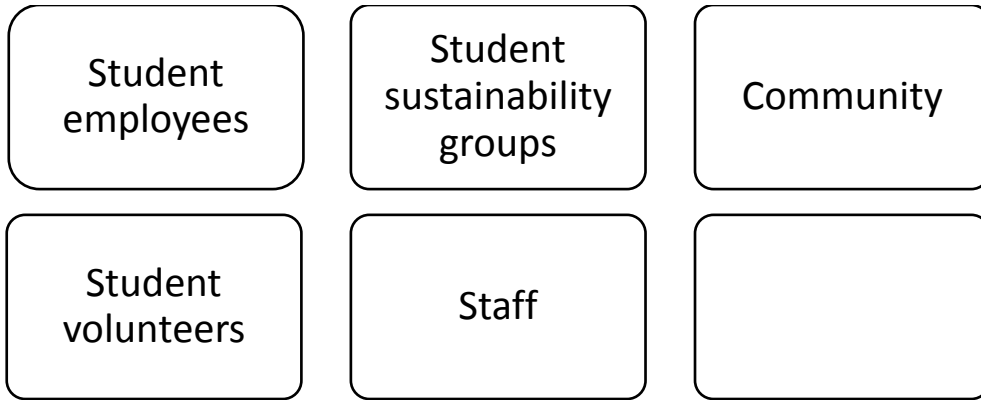 Student
employees
Student
sustainability
groups
Community
Student
volunteers
Staff